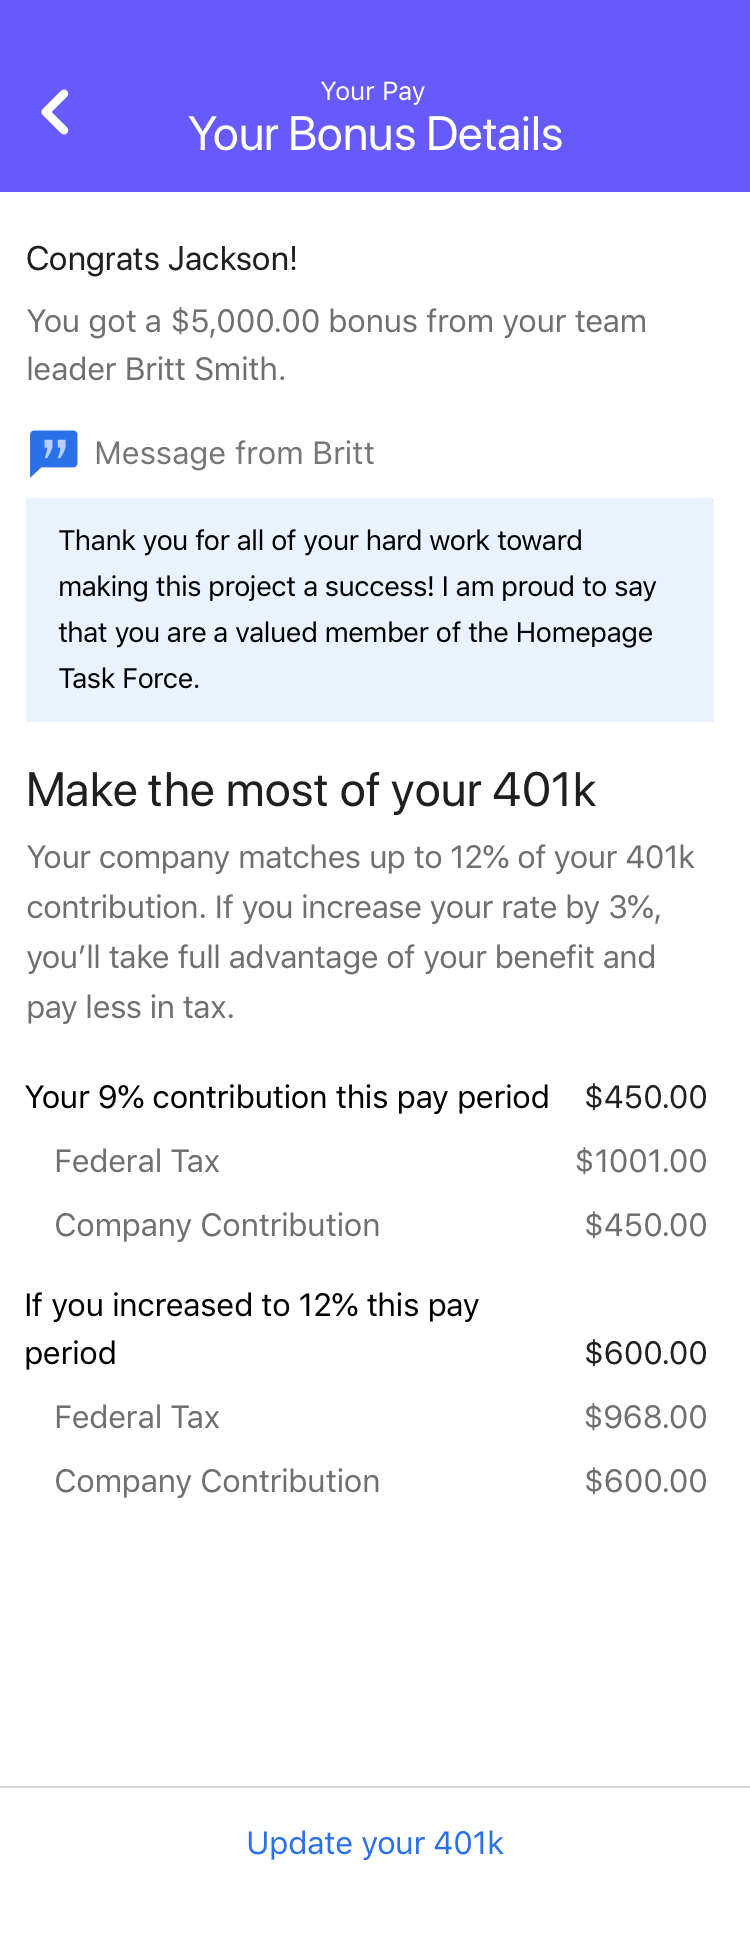 Your Pay
Your Bonus Details
Congrats Jackson!
You got a $5,000.00 bonus from your team
leader Britt Smith.
Message from Britt
Thank you for all of your hard work toward
making this project a success! I am proud to say
that you are a valued member of the Homepage
Task Force.
Make the most of your 401k
Your company matches up to 12% of your 401k
contribution. If you increase your rate by 3%,
you’ll take full advantage of your benefit and
pay less in tax.
Your 9% contribution this pay period $450.00
Federal Tax $1001.00
Company Contribution $450.00
If you increased to 12% this pay
period $600.00
Federal Tax $968.00
Company Contribution $600.00
Update your 401k